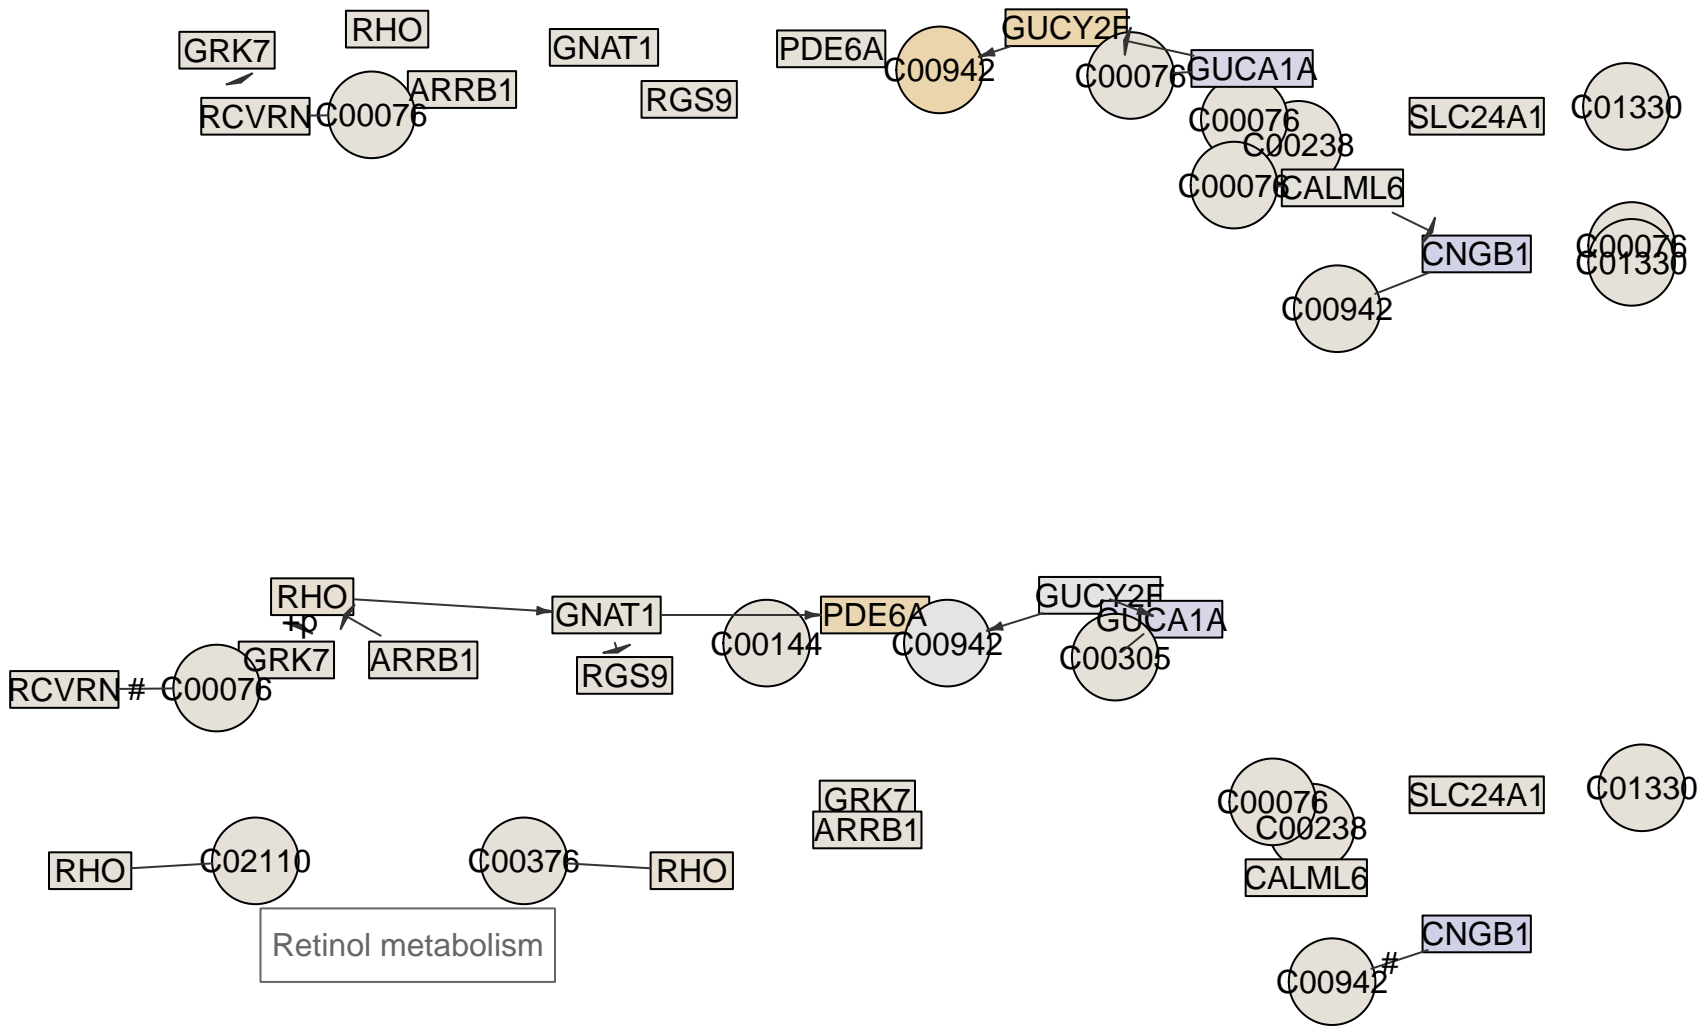 GRK7
RHO
GNAT1
PDE6A
C00942
GUCY2F
C00076
GUCA1A
RCVRN
C00076
ARRB1
RGS9
C00076
C00238
C00076
CALML6
SLC24A1
C01330
CNGB1
C00076
C01330
C00942
RHO
+p
GRK7
ARRB1
RCVRN
#
C00076
GNAT1
RGS9
C00144
PDE6A
C00942
GUCY2F
GUCA1A
C00305
GRK7
ARRB1
C00076
C00238
CALML6
SLC24A1
C01330
RHO
C02110
C00376
RHO
Retinol metabolism
CNGB1
#
C00942